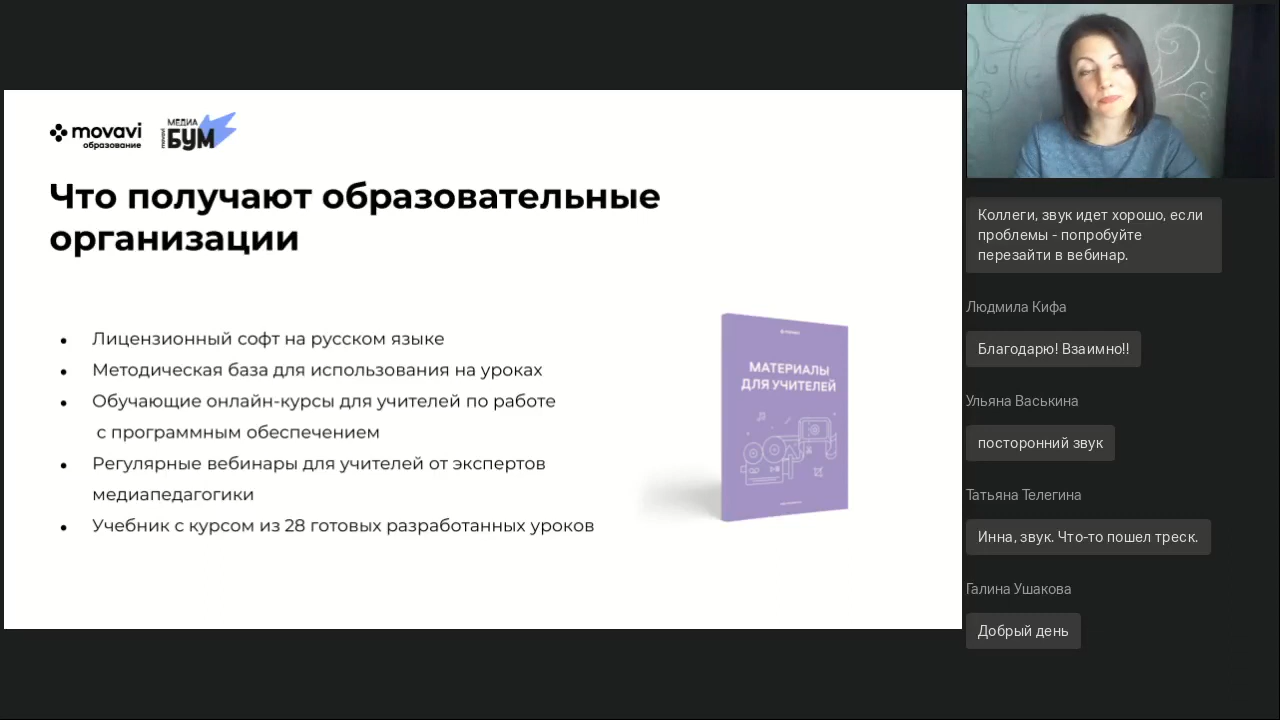 movavi
образование
МЕДИА
БУМ
movavi
Что получают образовательные
организации
Лицензионный софт на русском языке
Методическая база для использования на уроках
Обучающие онлайн-курсы для учителей по работе
с программным обеспечением
Регулярные вебинары для учителей от экспертов
медиапедагогики
Учебник с курсом из 28 готовых разработанных уроков
movavi
МАТЕРИАЛЫ
ДЛЯ УЧИТЕЛЕЙ
Коллеги, звук идет хорошо, если
проблемы - попробуйте
перезайти в вебинар.
Людмила Кифа
Благодарю! Взаимно!!
Ульяна Васькина
посторонний звук
Татьяна Телегина
Инна, звук. Что-то пошел треск.
Галина Ушакова
Добрый день